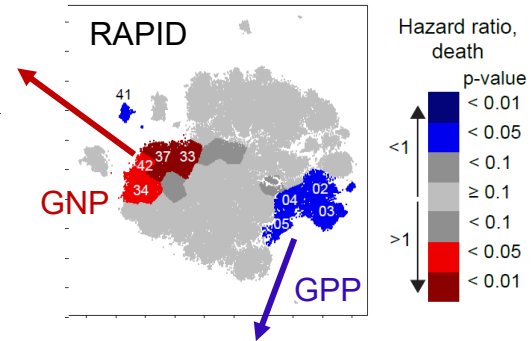 RAPID
41
37 33
42
34
GNP
02
04
03
05
GPP
Hazard ratio,
death
p-value
< 0.01
< 0.05
< 0.1
≥ 0.1
< 0.1
< 0.05
< 0.01
<1
>1